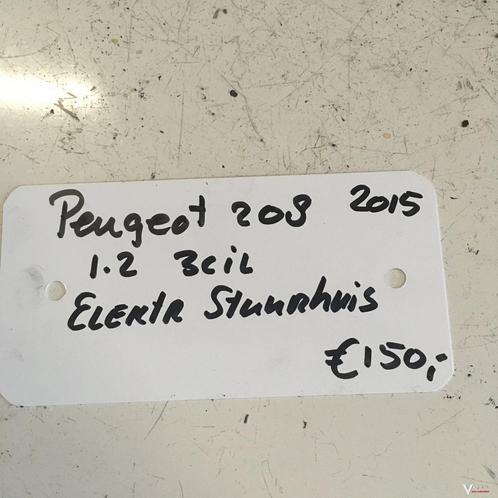 Peugeot 208 2015
1.2 3CIL
ELEKTR STUURHUIS
€150,-